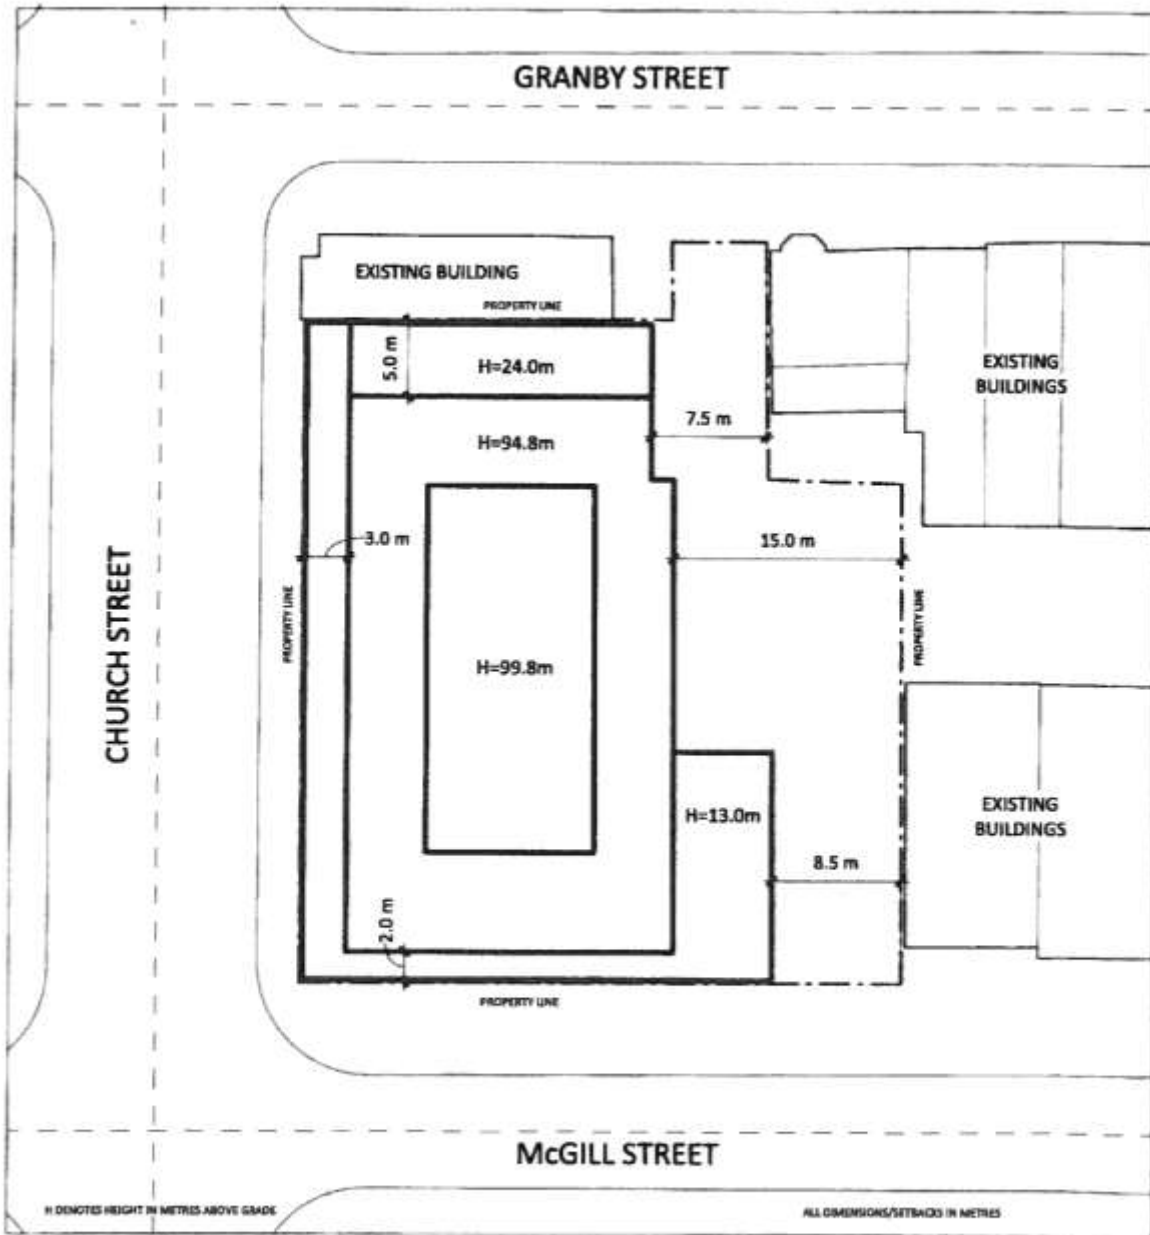 GRANBY STREET
EXISTING BUILDING
PROPERTY LINE
5.0 m
H=24.0m
EXISTING
BUILDINGS
7.5 m
H=94.8m
3.0 m
15.0 m
CHURCH STREET
PROPERTY LINE
PROPERTY LINE
H=99.8m
H=13.0m
EXISTING
BUILDINGS
8.5 m
2.0 m
PROPERTY LINE
McGILL STREET
H DENOTES HEIGHT IN METRES ABOVE GRADE
ALL DIMENSIONS/SETBACKS IN METRES